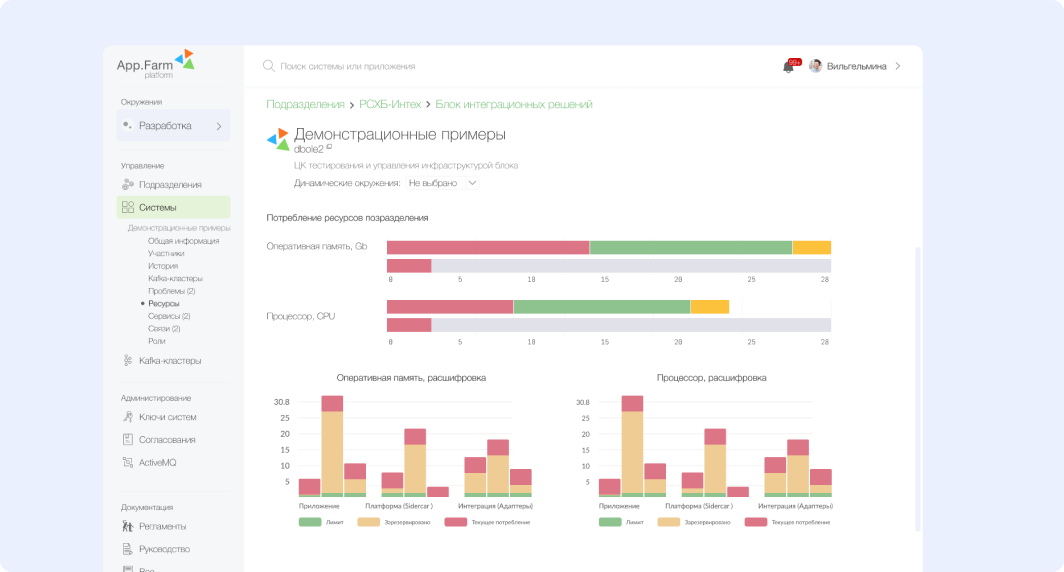 App.Farm
platform
Поиск системы или приложения
99+
Вильгельмина
Окружения
Разработка
Управление
Подразделения
Системы
Демонстрационные примеры
Общая информация
Участники
История
Kafka-кластеры
Проблемы (2)
Ресурсы
Сервисы (2)
Связи (2)
Роли
Kafka-кластеры
Администрирование
Ключи систем
Согласования
ActiveMQ
Документация
Регламенты
Руководство
Все
Подразделения > РСХБ-Интех > Блок интеграционных решений
Демонстрационные примеры
dbole2
ЦК тестирования и управления инфраструктурой блока
Динамические окружения: Не выбрано
Потребление ресурсов позразделения
Оперативная память, Gb
0 5 10 15 20 25 28
Процессор, CPU
0 5 10 15 20 25 28
Оперативная память, расшифровка
30.8
25
20
15
10
5
Приложение Платформа (Sidercar ) Интеграция (Адаптеры)
Лимит Зарезервировано Текущее потребление
Процессор, расшифровка
30.8
25
20
15
10
5
Приложение Платформа (Sidercar ) Интеграция (Адаптеры)
Лимит Зарезервировано Текущее потребление